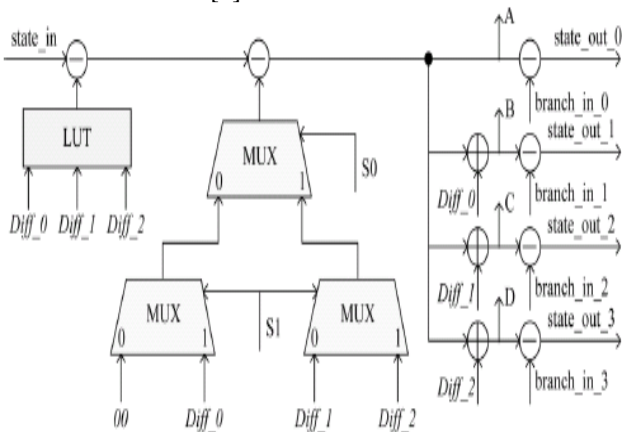 [ ]
state_in
A
state_out_0
LUT
MUX
0
1
S0
B
branch_in_0
state_out_1
Diff_0
Diff_1
Diff_2
Diff_0
C
branch_in_1
state_out_2
MUX
0
1
S1
MUX
0
1
Diff_1
D
branch_in_2
state_out_3
Diff_2
branch_in_3
00
Diff_0
Diff_1
Diff_2